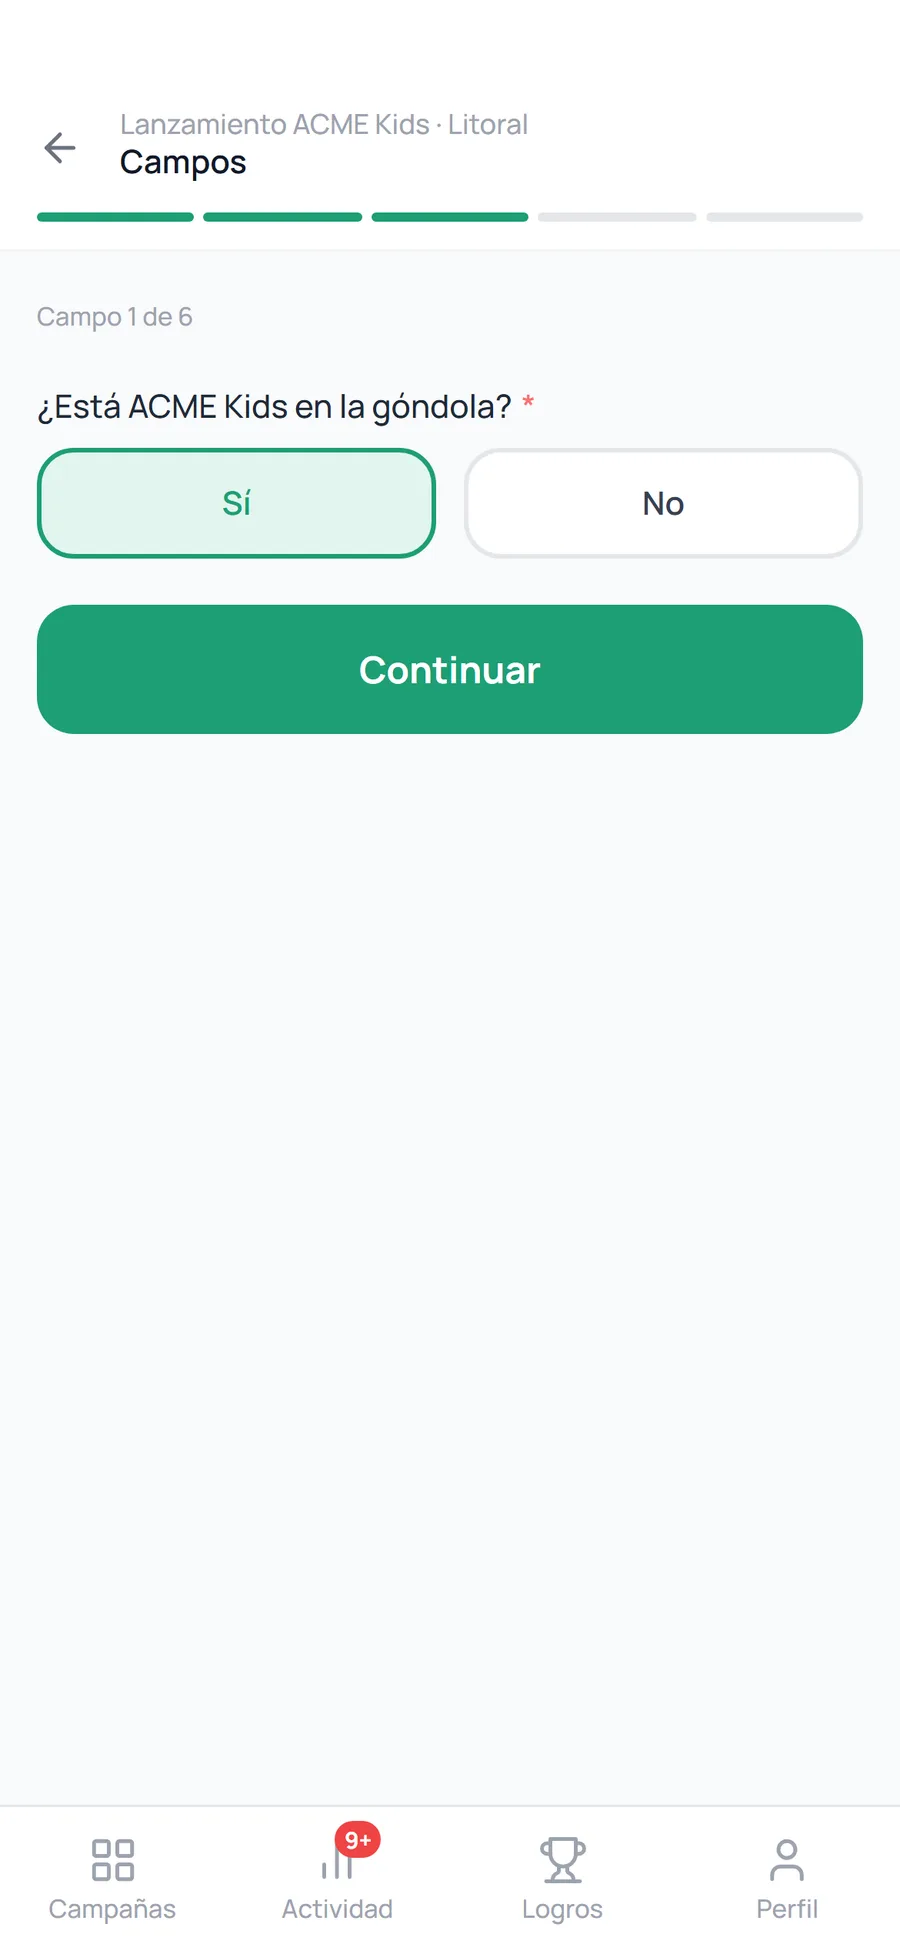 Lanzamiento ACME Kids · Litoral
Campos
Campo 1 de 6
¿Está ACME Kids en la góndola? *
Sí
No
Continuar
9+
Campañas
Actividad
Logros
Perfil